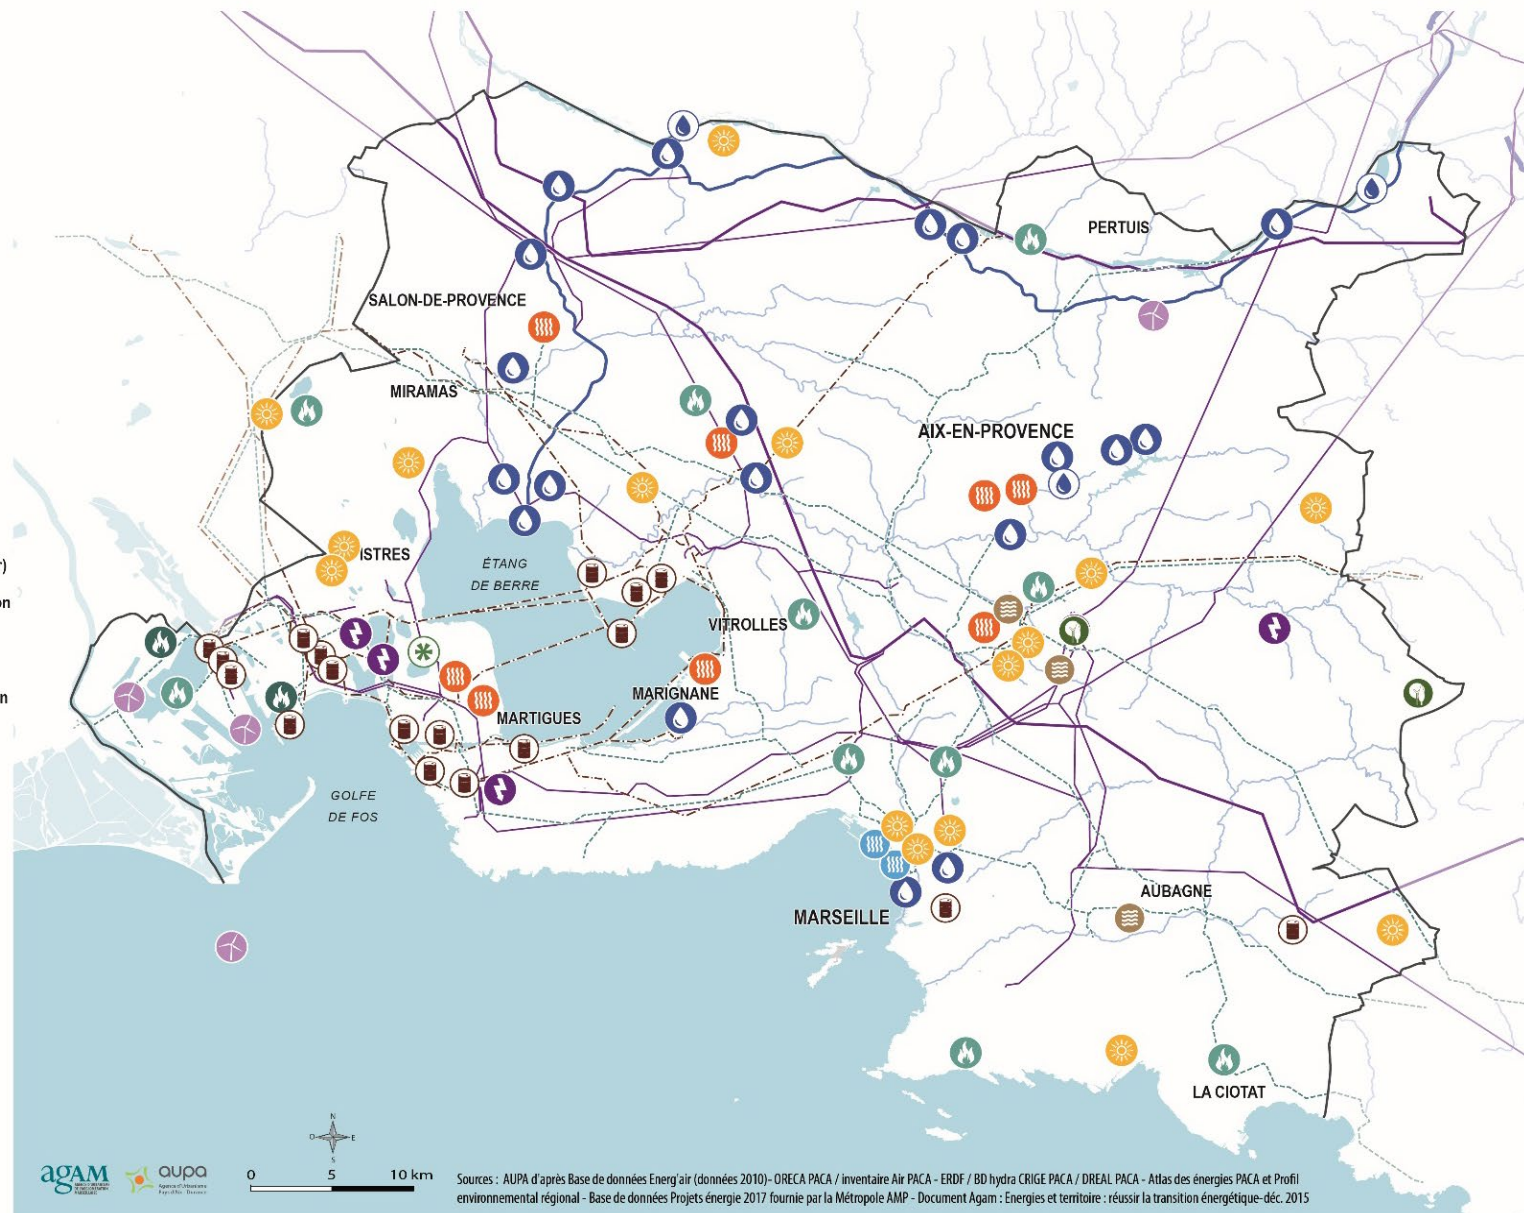 PERTUIS
SALON-DE-PROVENCE
MIRAMAS
AIX-EN-PROVENCE
r)
ISTRES
ÉTANG
DE BERRE
on
VITROLLES
MARIGNANE
n
MARTIGUES
GOLFE
DE FOS
AUBAGNE
MARSEILLE
LA CIOTAT
N
O E
S
agam
aupa
0 5 10 km
Sources : AUPA d'après Base de données Energ'air (données 2010)- ORECA PACA / inventaire Air PACA - ERDF / BD hydra CRIGE PACA / DREAL PACA - Atlas des énergies PACA et Profil
environnemental régional - Base de données Projets énergie 2017 fournie par la Métropole AMP - Document Agam : Energies et territoire : réussir la transition énergétique-déc. 2015